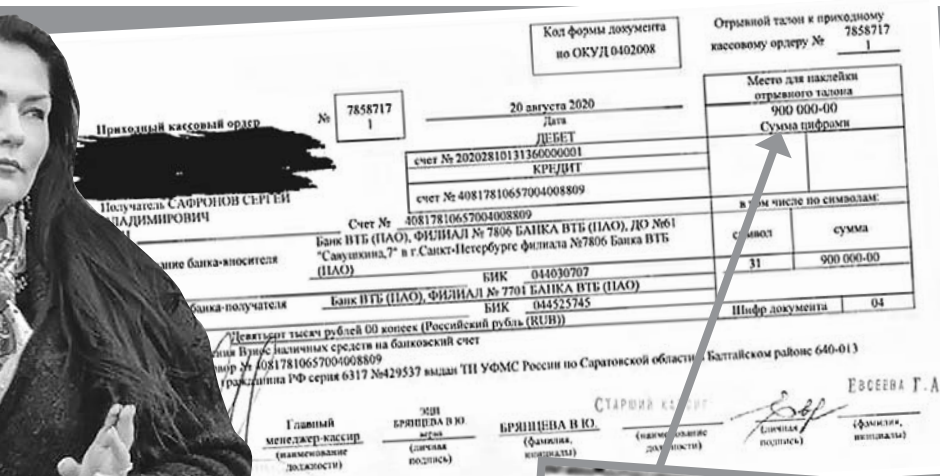 Код формы документа
по ОКУД 0402008
Отрывной талон к приходному
кассовому ордеру № 7858717
1
Приходный кассовый ордер № 7858717
1
20 августа 2020
Дата
Место для наклейки
отрывного талона
900 000-00
Сумма цифрами
ДЕБЕТ
счет № 20202810131360000001
КРЕДИТ
счет № 40817810657004008809
Получатель САФРОНОВ СЕРГЕЙ
ЛАДИМИРОВИЧ
Счет № 40817810657004008809
в том числе по символам:
символ сумма
31 900 000-00
Шифр документа 04
ние банка-вносителя
Банк ВТБ (ПАО), ФИЛИАЛ № 7806 БАНКА ВТБ (ПАО), ДО №61
"Савушкина,7" в г.Санкт-Петербурге филиала №7806 Банка ВТБ
(ПАО)
БИК 044030707
банка-получателя Банк ВТБ (ПАО), ФИЛИАЛ № 7701 БАНКА ВТБ (ПАО)
БИК 044525745
Девятьсот тысяч рублей 00 копеек (Российский рубль (RUB))
Взнос наличных средств на банковский счет
вор № 40817810657004008809
гражданина РФ серия 6317 №429537 выдан ТП УФМС России по Саратовской области Балтайском районе 640-013
Главный
менеджер-кассир
(наименование
должности)
БРЯНЦЕВА В Ю
(личная
подпись)
БРЯНЦЕВА В Ю.
(фамилия,
инициалы)
СТАРШИЙ
(наименование
должности)
(личная
подпись)
ЕВСЕЕВА Г.А
(фамилия,
инициалы)